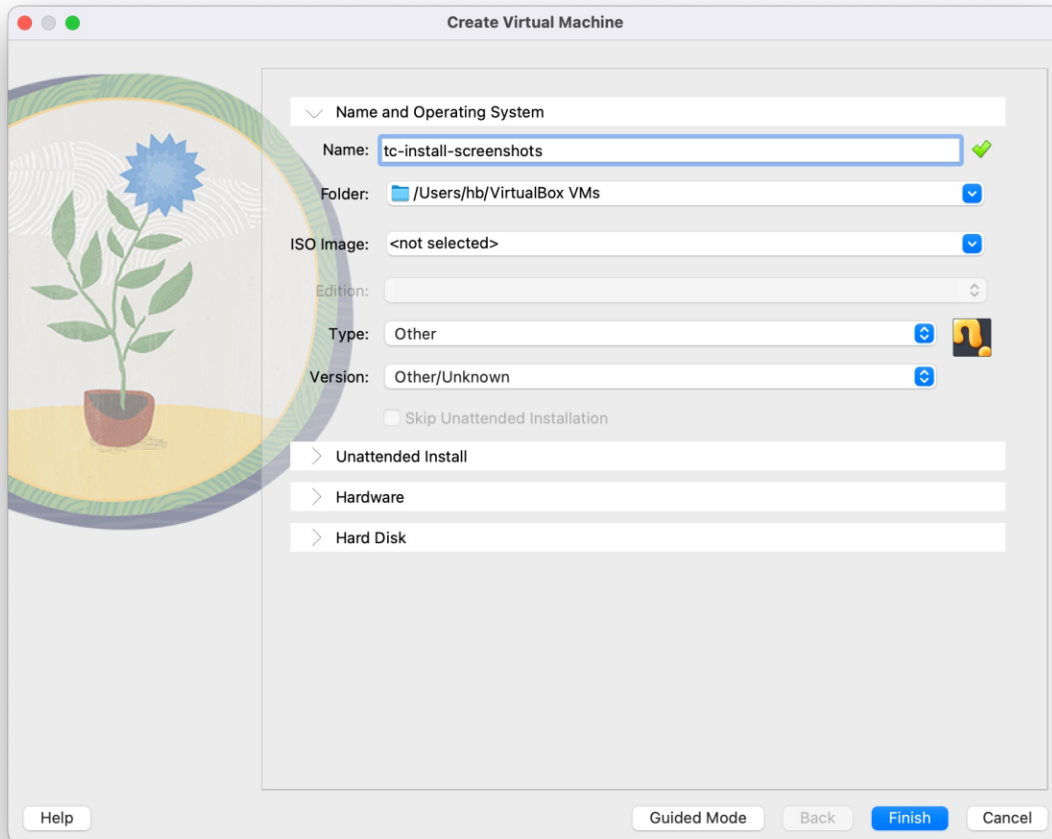 Create Virtual Machine
Name and Operating System
Name: tc-install-screenshots
Folder: /Users/hb/VirtualBox VMs
ISO Image: <not selected>
Edition:
Type: Other
Version: Other/Unknown
Skip Unattended Installation
Unattended Install
Hardware
Hard Disk
Help Guided Mode Back Finish Cancel